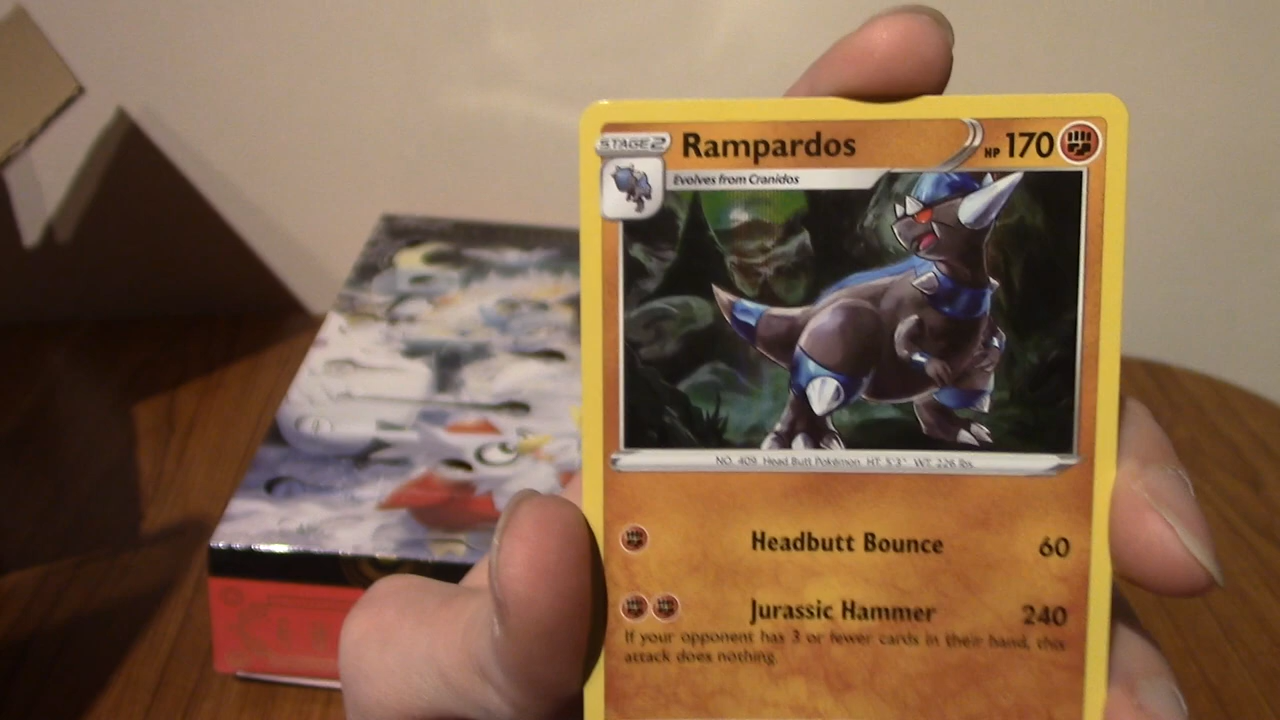 STAGE 2 Rampardos HP 170
Evolves from Cranidos
NO. 409 Head Butt Pokémon HT: 5'3" WT: 226 lbs
Headbutt Bounce 60
Jurassic Hammer 240
If your opponent has 3 or fewer cards in their hand, this
attack does nothing.